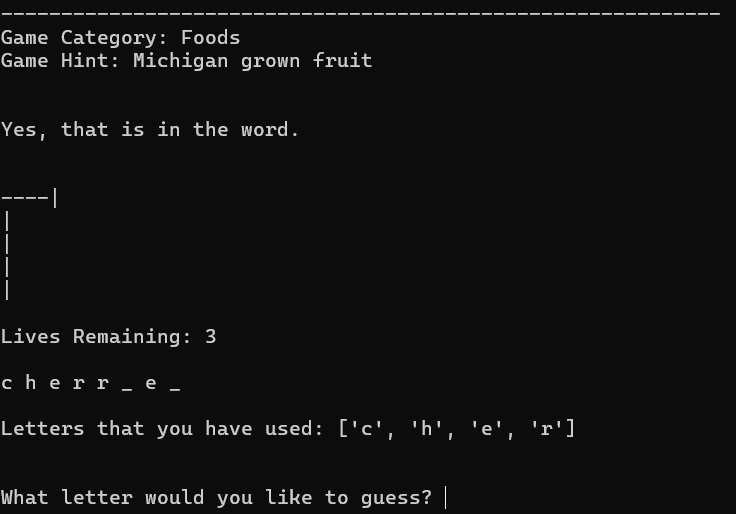 ------------------------------------------------------------
Game Category: Foods
Game Hint: Michigan grown fruit
Yes, that is in the word.
----|
|
|
|
|
Lives Remaining: 3
c h e r r _ e _
Letters that you have used: ['c', 'h', 'e', 'r']
What letter would you like to guess?